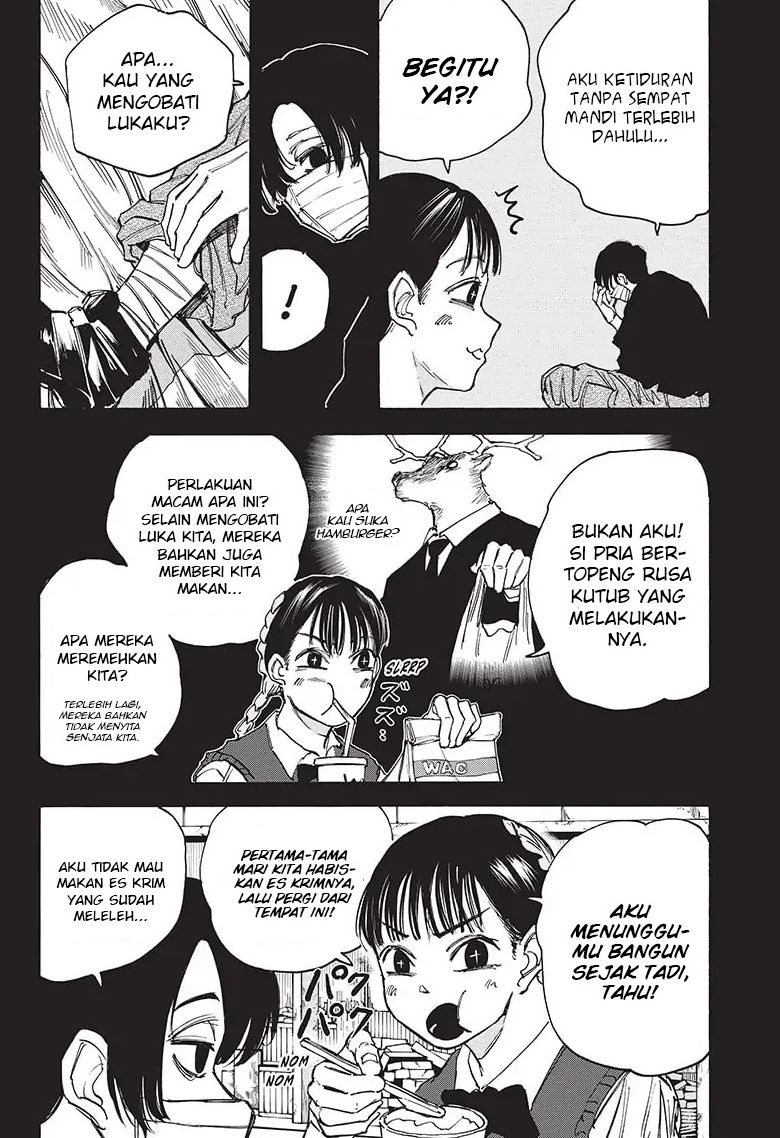 AKU KETIDURAN
TANPA SEMPAT
MANDI TERLEBIH
DAHULU...
BEGITU
YA?!
!
APA...
KAU YANG
MENGOBATI
LUKAKU?
BUKAN AKU!
SI PRIA BER-
TOPENG RUSA
KUTUB YANG
MELAKUKAN-
NYA.
APA
KAU SUKA
HAMBURGER?
PERLAKUAN
MACAM APA INI?
SELAIN MENGOBATI
LUKA KITA, MEREKA
BAHKAN JUGA
MEMBERI KITA
MAKAN...
SLRRP
ズズ...
WAC
APA MEREKA
MEREMEHKAN
KITA?
TERLEBIH LAGI,
MEREKA BAHKAN
TIDAK MENYITA
SENJATA KITA.
AKU
MENUNGGU-
MU BANGUN
SEJAK TADI,
TAHU!
PERTAMA-TAMA
MARI KITA HABIS-
KAN ES KRIMNYA,
LALU PERGI DARI
TEMPAT INI!
パク
パク
NOM
NOM
AKU TIDAK MAU
MAKAN ES KRIM
YANG SUDAH
MELELEH...